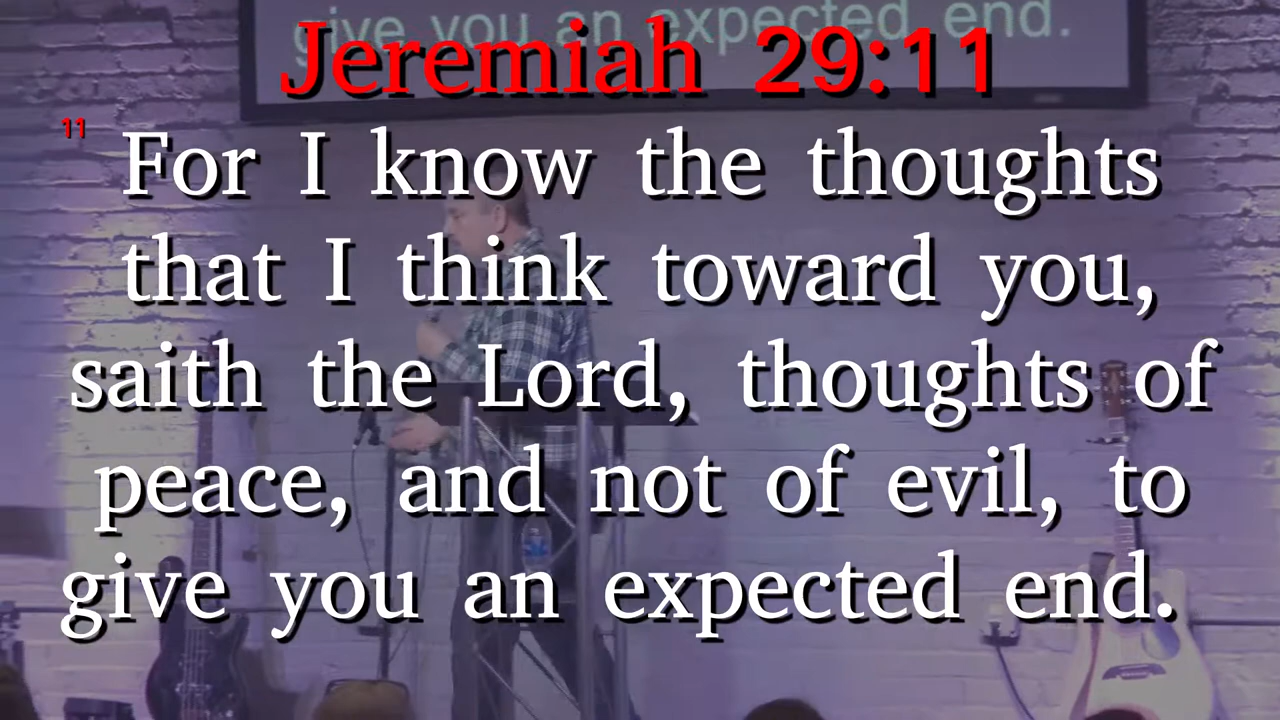 give you an expected end.
Jeremiah 29:11
11 For I know the thoughts
that I think toward you,
saith the Lord, thoughts of
peace, and not of evil, to
give you an expected end.